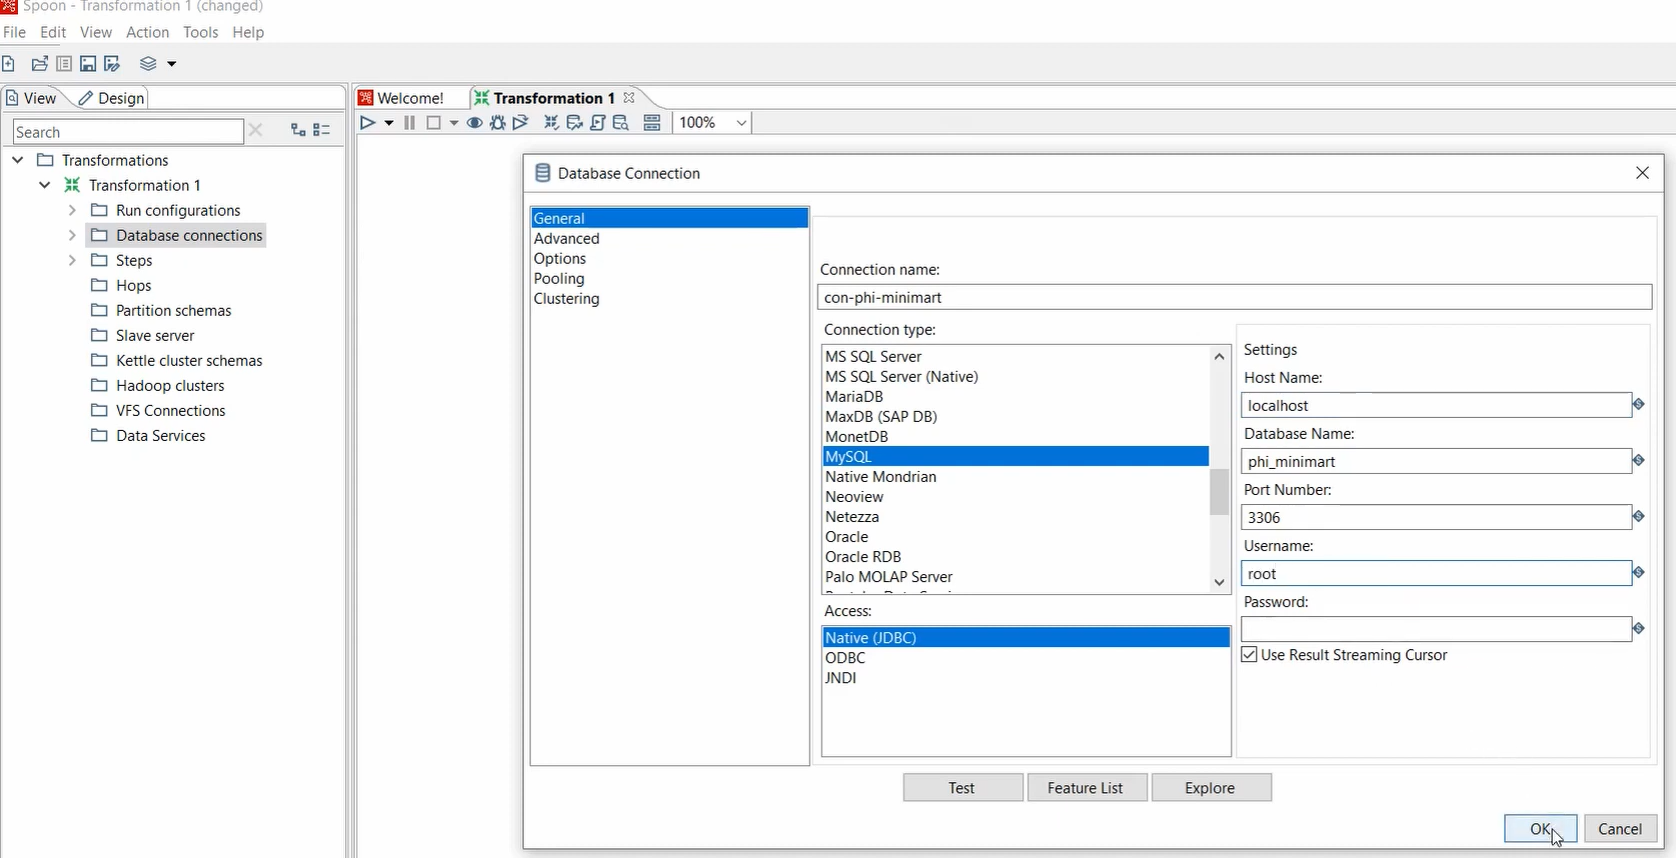 Spoon - Transformation 1 (changed)
File Edit View Action Tools Help
View Design
Search
Transformations
Transformation 1
Run configurations
Database connections
Steps
Hops
Partition schemas
Slave server
Kettle cluster schemas
Hadoop clusters
VFS Connections
Data Services
Welcome! Transformation 1
100%
Database Connection
General
Advanced
Options
Pooling
Clustering
Connection name:
con-phi-minimart
Connection type:
MS SQL Server
MS SQL Server (Native)
MariaDB
MaxDB (SAP DB)
MonetDB
MySQL
Native Mondrian
Neoview
Netezza
Oracle
Oracle RDB
Palo MOLAP Server
Access:
Native (JDBC)
ODBC
JNDI
Settings
Host Name:
localhost
Database Name:
phi_minimart
Port Number:
3306
Username:
root
Password:
Use Result Streaming Cursor
Test Feature List Explore
OK Cancel